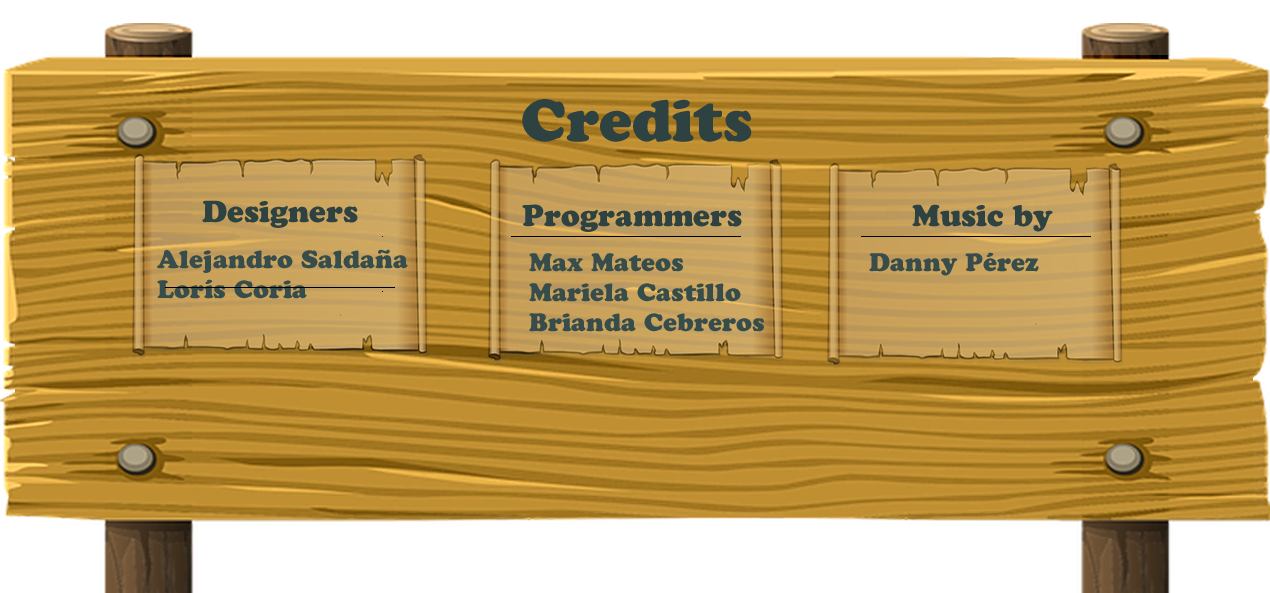 Credits
Designers
Alejandro Saldaña
Loris Coria
Programmers
Max Mateos
Mariela Castillo
Brianda Cebreros
Music by
Danny Pérez